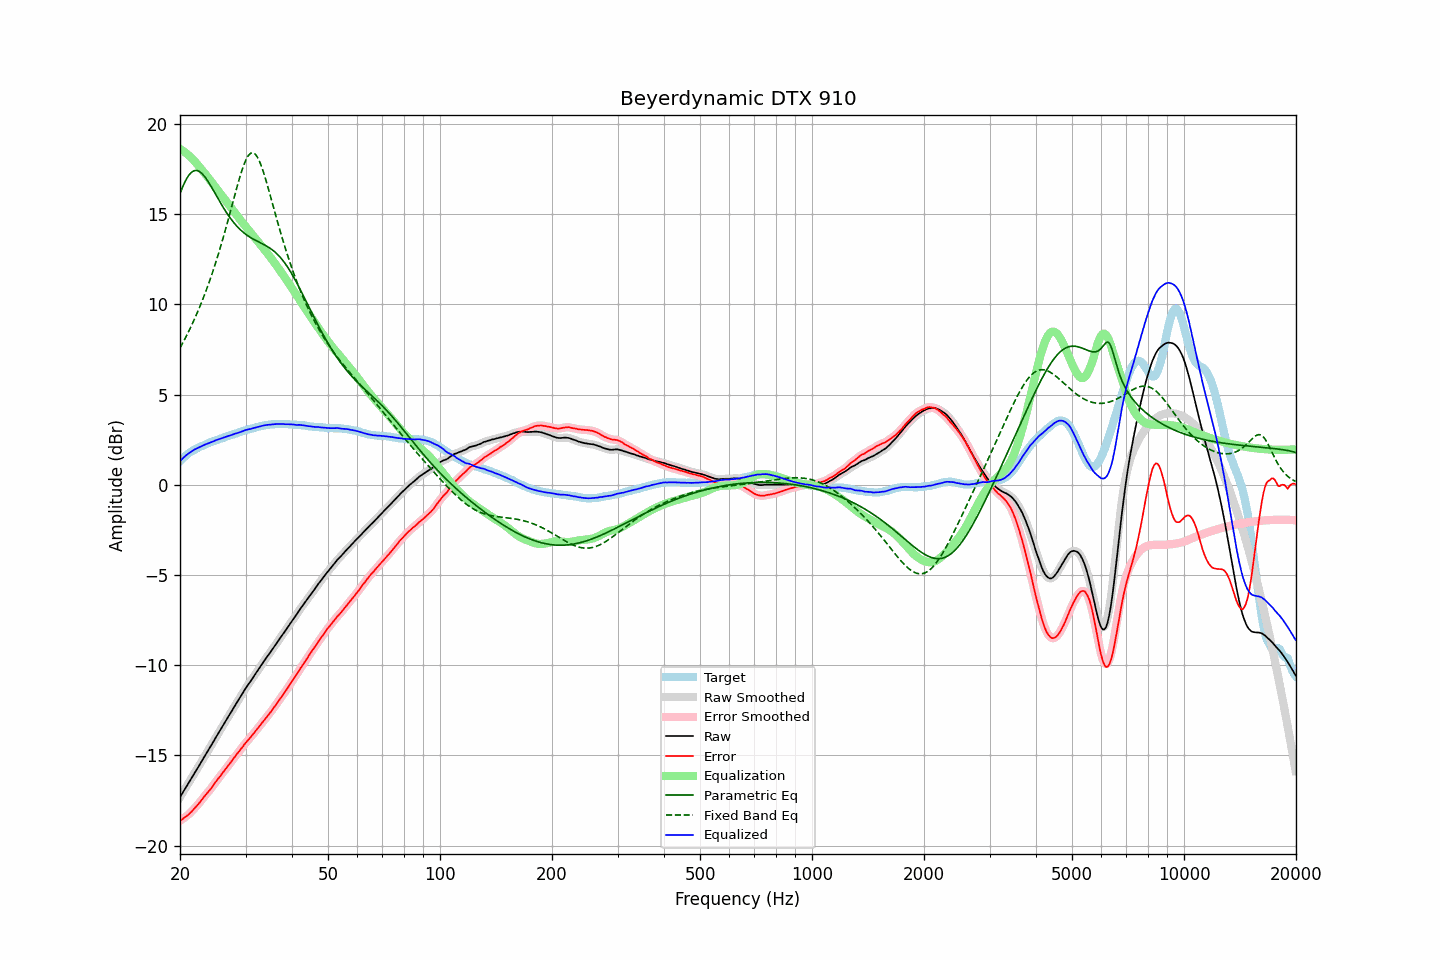 Beyerdynamic DTX 910
Amplitude (dBr)
20
15
10
5
0
−5
−10
−15
−20
Target
Raw Smoothed
Error Smoothed
Raw
Error
Equalization
Parametric Eq
Fixed Band Eq
Equalized
20 50 100 200 500 1000 2000 5000 10000 20000
Frequency (Hz)